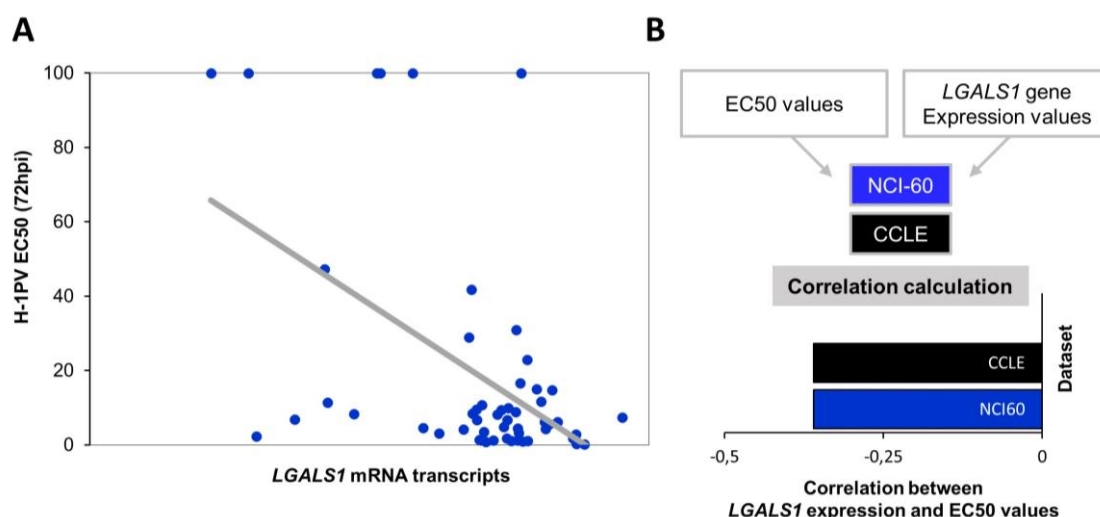 A
H-1PV EC50 (72hpi)
100
80
60
40
20
0
LGALS1 mRNA transcripts
B
EC50 values
LGALS1 gene
Expression values
NCI-60
CCLE
Correlation calculation
CCLE
NCI60
Dataset
-0,5
-0,25
0
Correlation between
LGALS1 expression and EC50 values